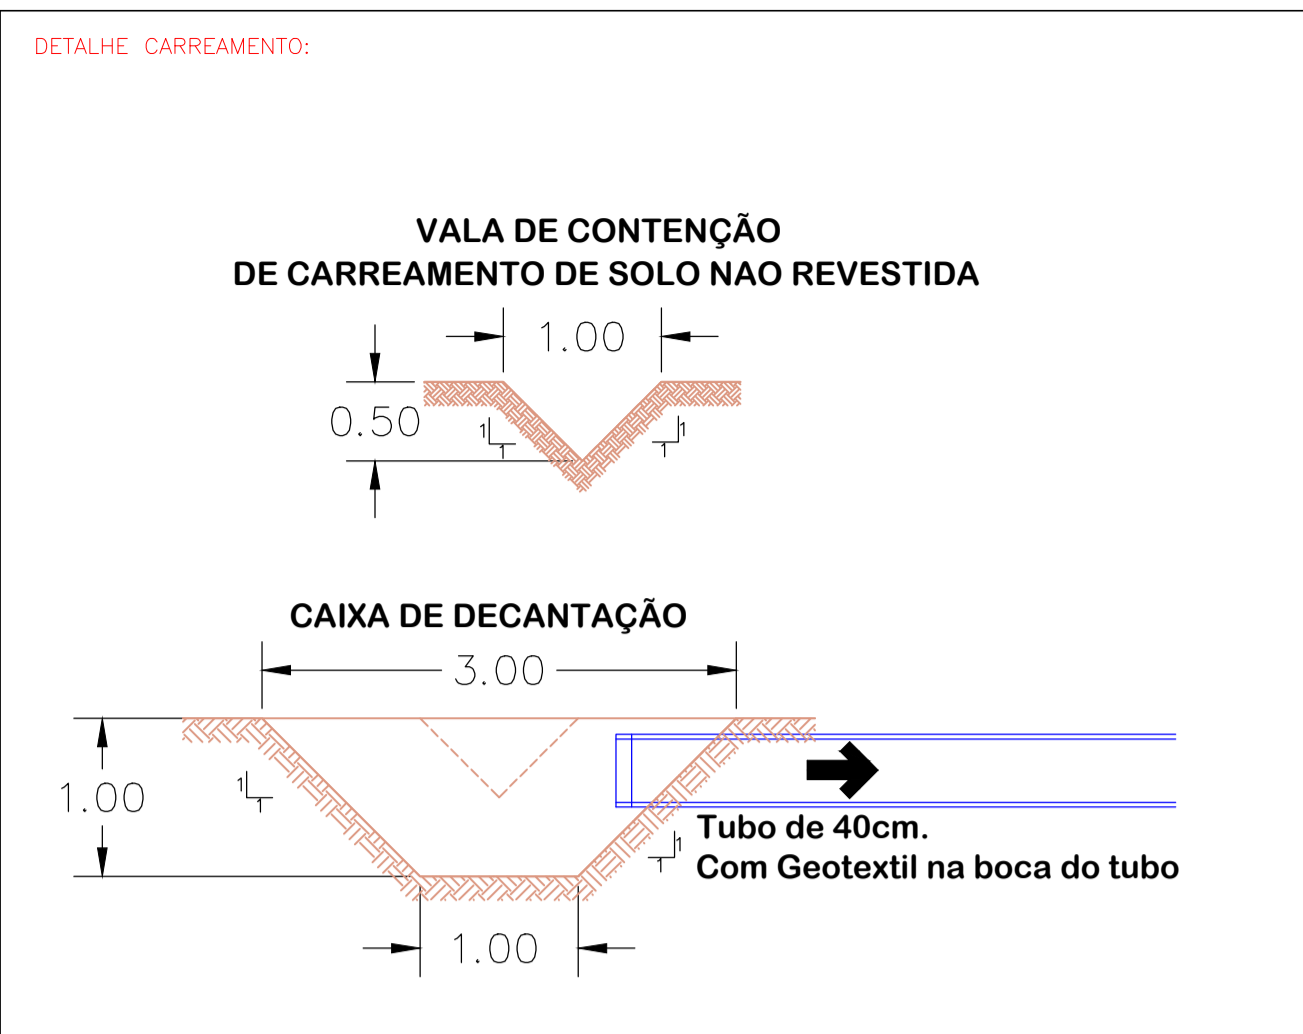 DETALHE CARREAMENTO:
VALA DE CONTENÇÃO
DE CARREAMENTO DE SOLO NAO REVESTIDA
1.00
0.50
1
1
1
1
CAIXA DE DECANTAÇÃO
3.00
1.00
1
1
Tubo de 40cm.
1
1
Com Geotextil na boca do tubo
1.00